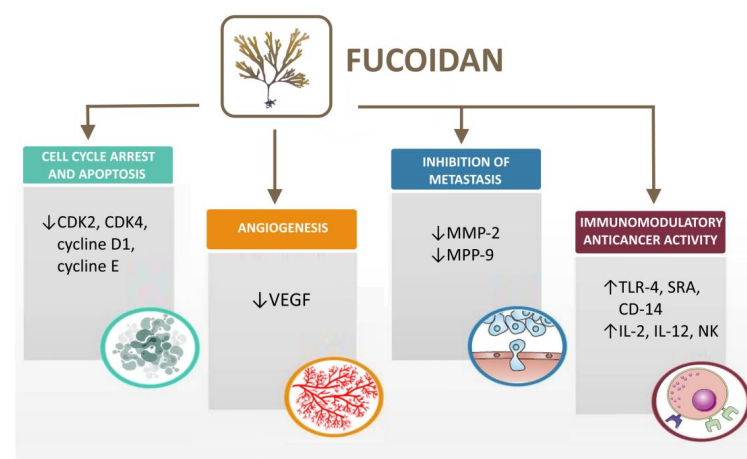 FUCOIDAN
CELL CYCLE ARREST
AND APOPTOSIS
↓CDK2, CDK4,
cycline D1,
cycline E
ANGIOGENESIS
↓VEGF
INHIBITION OF
METASTASIS
↓MMP-2
↓MPP-9
IMMUNOMODULATORY
ANTICANCER ACTIVITY
↑TLR-4, SRA,
CD-14
↑IL-2, IL-12, NK